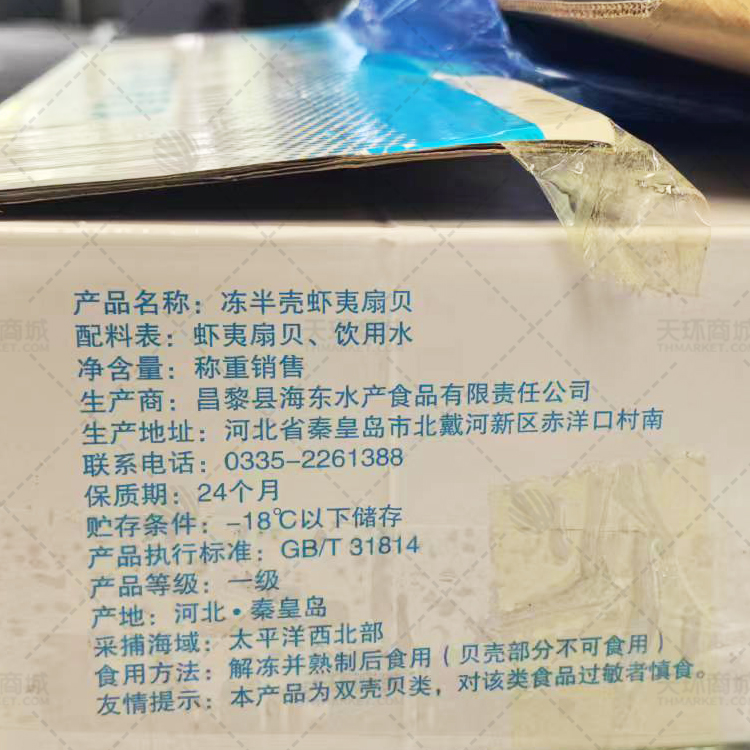 产品名称：冻半壳虾夷扇贝
配料表：虾夷扇贝、饮用水
净含量：称重销售
生产商：昌黎县海东水产食品有限责任公司
生产地址：河北省秦皇岛市北戴河新区赤洋口村南
联系电话：0335-2261388
保质期：24个月
贮存条件：-18℃以下储存
产品执行标准：GB/T 31814
产品等级：一级
产地：河北·秦皇岛
采捕海域：太平洋西北部
食用方法：解冻并熟制后食用（贝壳部分不可食用）
友情提示：本产品为双壳贝类，对该类食品过敏者慎食。
天环商城
THMARKET.COM